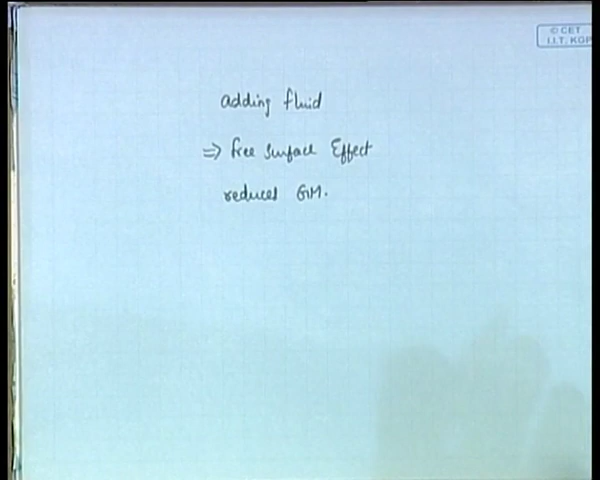 © CET
I.I.T. KGP
adding fluid
⇒ free surface Effect
reduces GM.